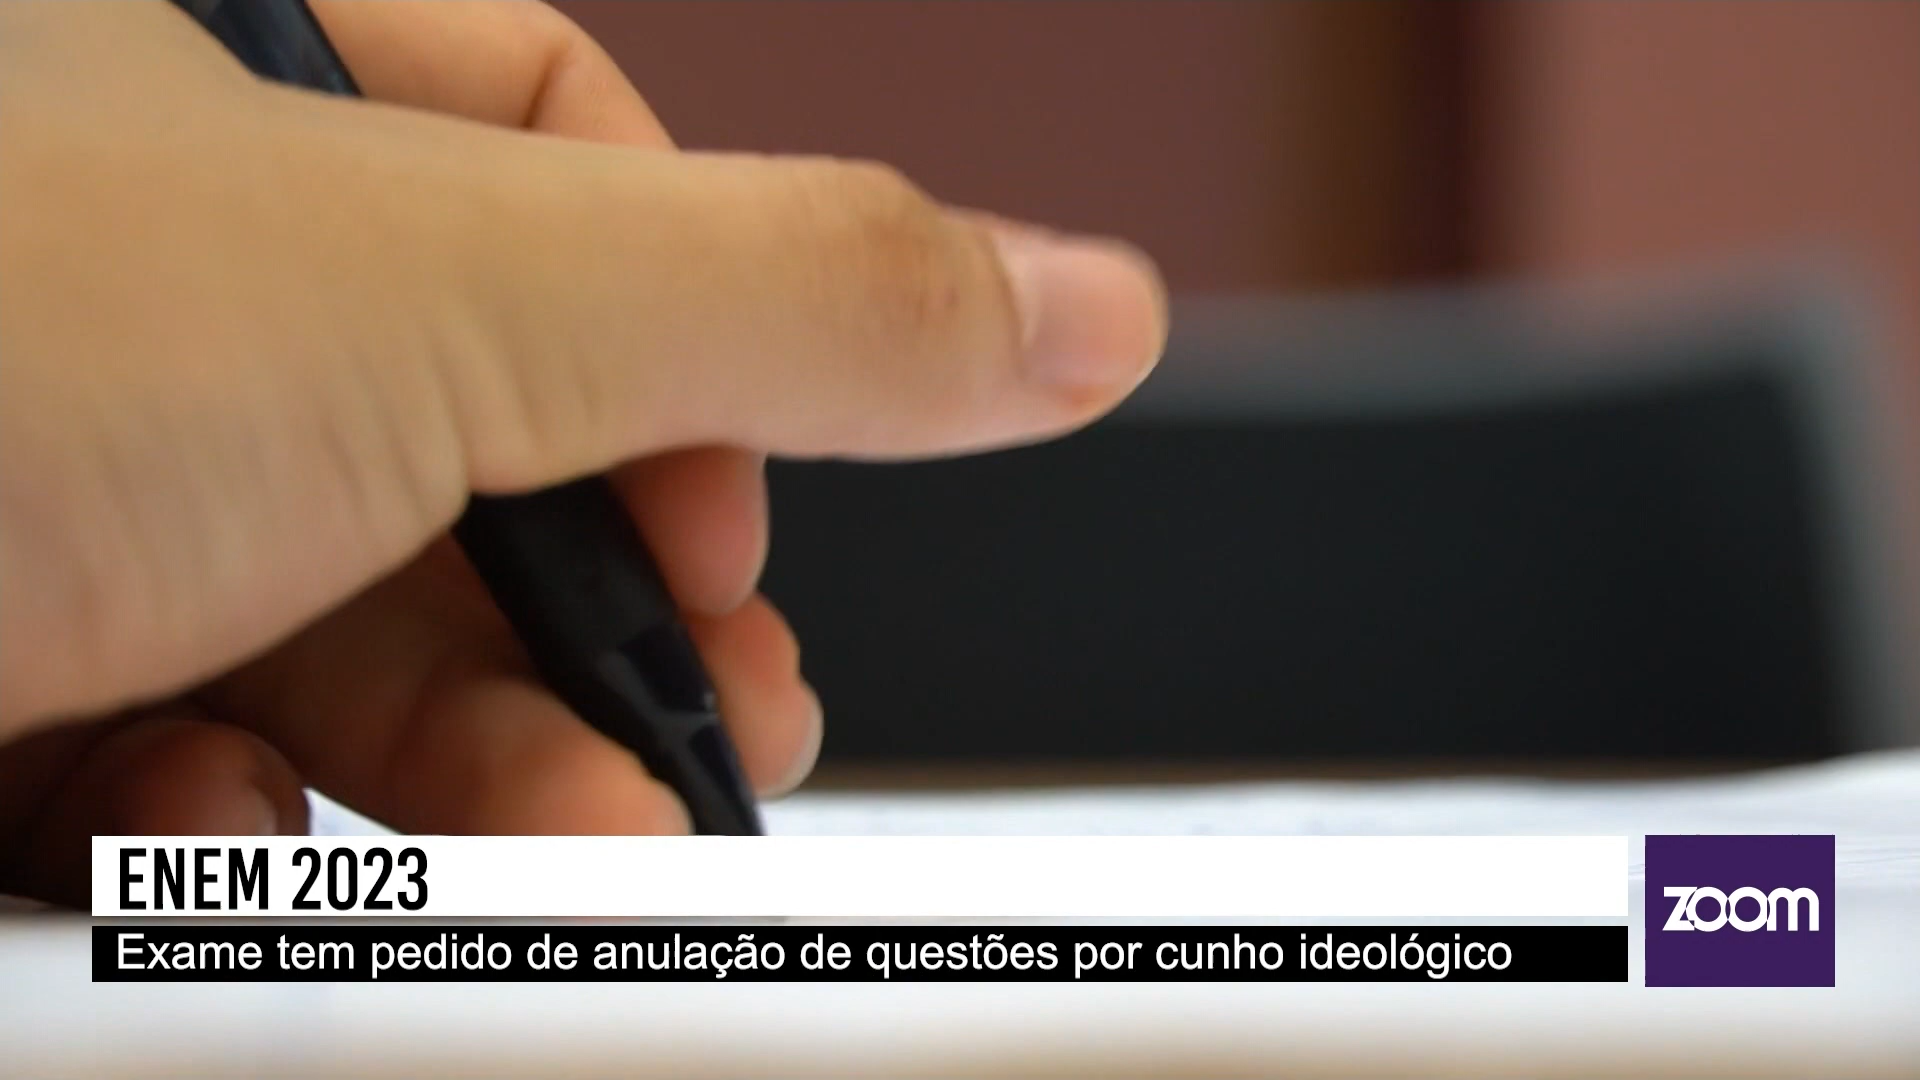 ENEM 2023
Exame tem pedido de anulação de questões por cunho ideológico
zoom